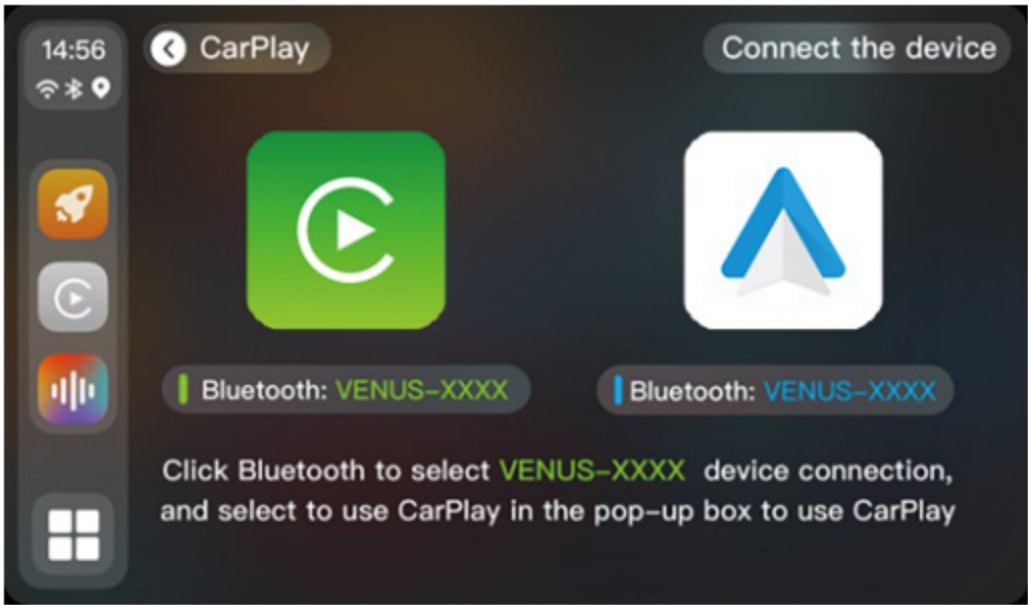 14:56
CarPlay
Connect the device
Bluetooth: VENUS-XXXX
Bluetooth: VENUS-XXXX
Click Bluetooth to select VENUS-XXXX device connection,
and select to use CarPlay in the pop-up box to use CarPlay